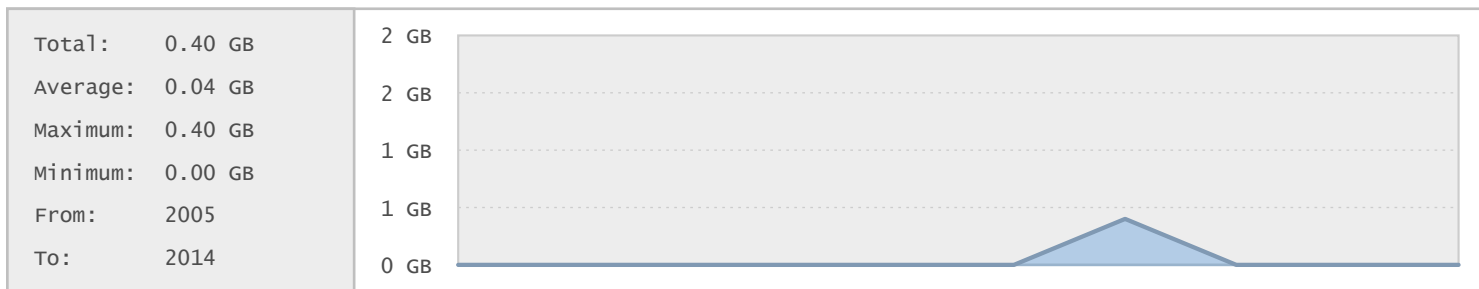 Total: 0.40 GB
Average: 0.04 GB
Maximum: 0.40 GB
Minimum: 0.00 GB
From: 2005
To: 2014
2 GB
2 GB
1 GB
1 GB
0 GB